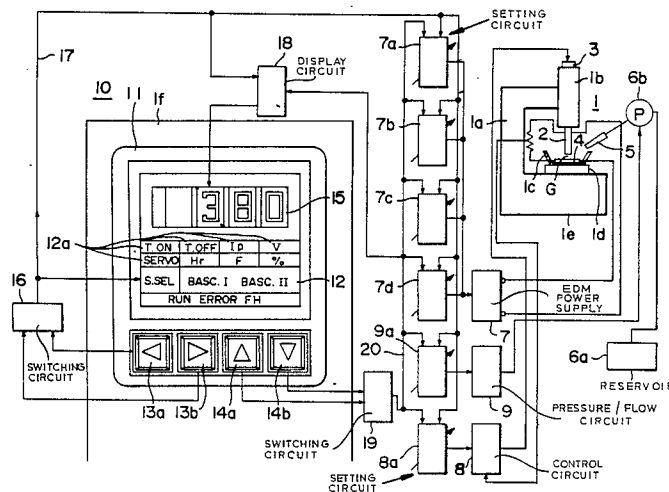 17
10
11
1f
18
DISPLAY
CIRCUIT
SETTING
CIRCUIT
7a
7b
7c
7d
3
1b
1
6b
P
1a
2
4
5
1c
G
1d
1e
3.80
15
12a
T.ON T.OFF Ip V
SERVO Hr F %
S.SEL BASC.I BASC.II
12
RUN ERROR FH
16
SWITCHING
CIRCUIT
13a
13b
14a
14b
SWITCHING
CIRCUIT
19
20
9a
8a
SETTING
CIRCUIT
EDM POWER
SUPPLY
7
6a
RESERVOIR
9
PRESSURE / FLOW
CIRCUIT
8
CONTROL
CIRCUIT